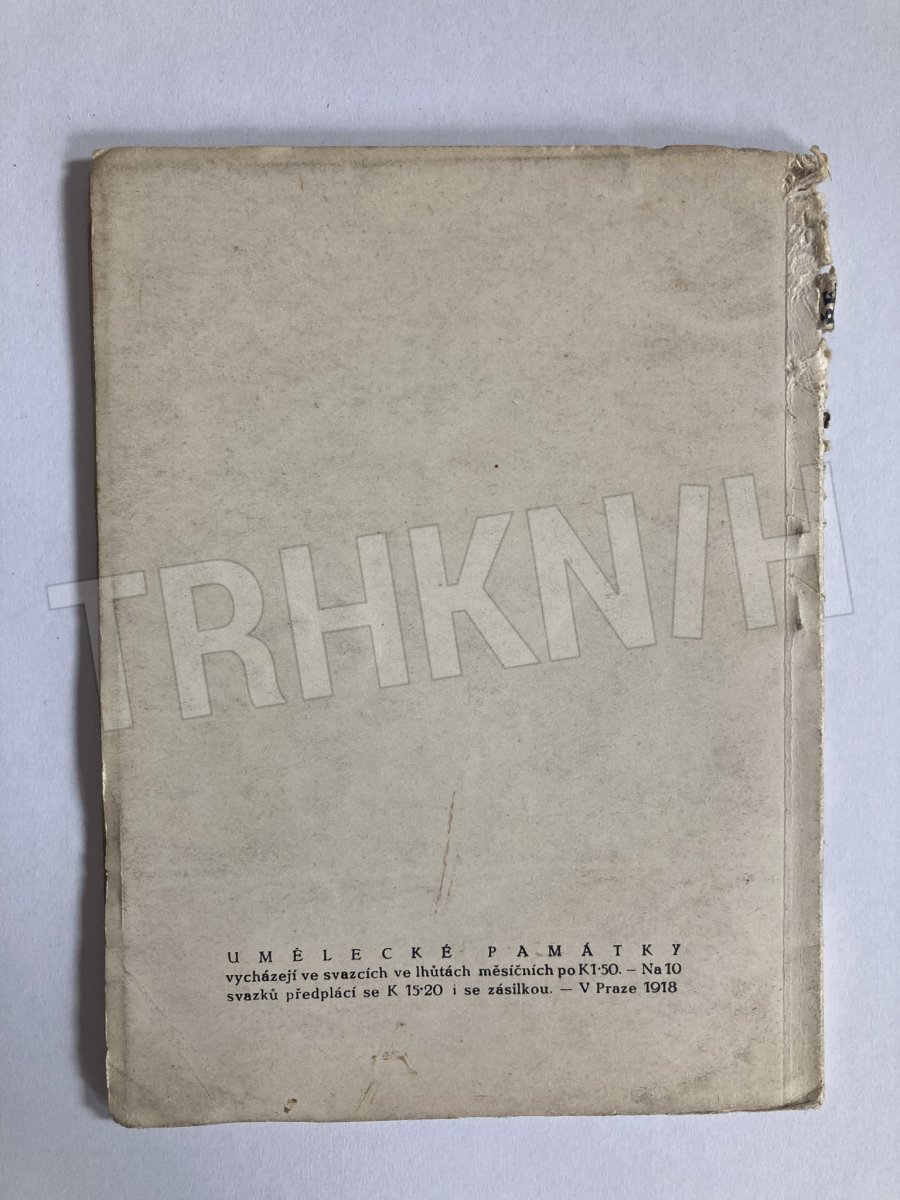 TRHKNIH
UMĚLECKÉ PAMÁTKY
vycházejí ve svazcích ve lhůtách měsíčních po K1·50. – Na 10
svazků předplácí se K 15·20 i se zásilkou. – V Praze 1918